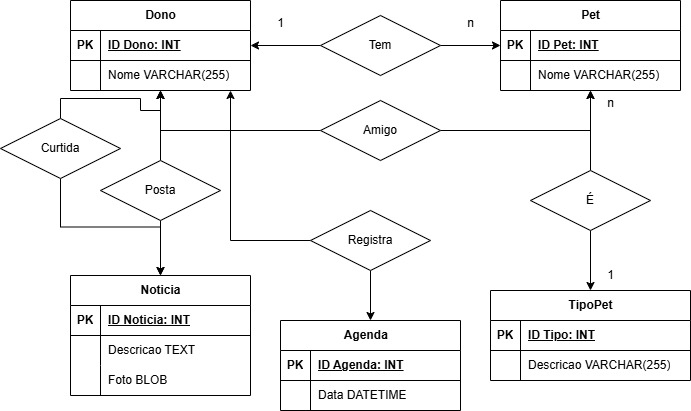 Dono
PK ID Dono: INT
Nome VARCHAR(255)
1
Tem
n
Pet
PK ID Pet: INT
Nome VARCHAR(255)
n
Curtida
Amigo
Posta
É
Registra
1
Noticia
PK ID Noticia: INT
Descricao TEXT
Foto BLOB
Agenda
PK ID Agenda: INT
Data DATETIME
TipoPet
PK ID Tipo: INT
Descricao VARCHAR(255)